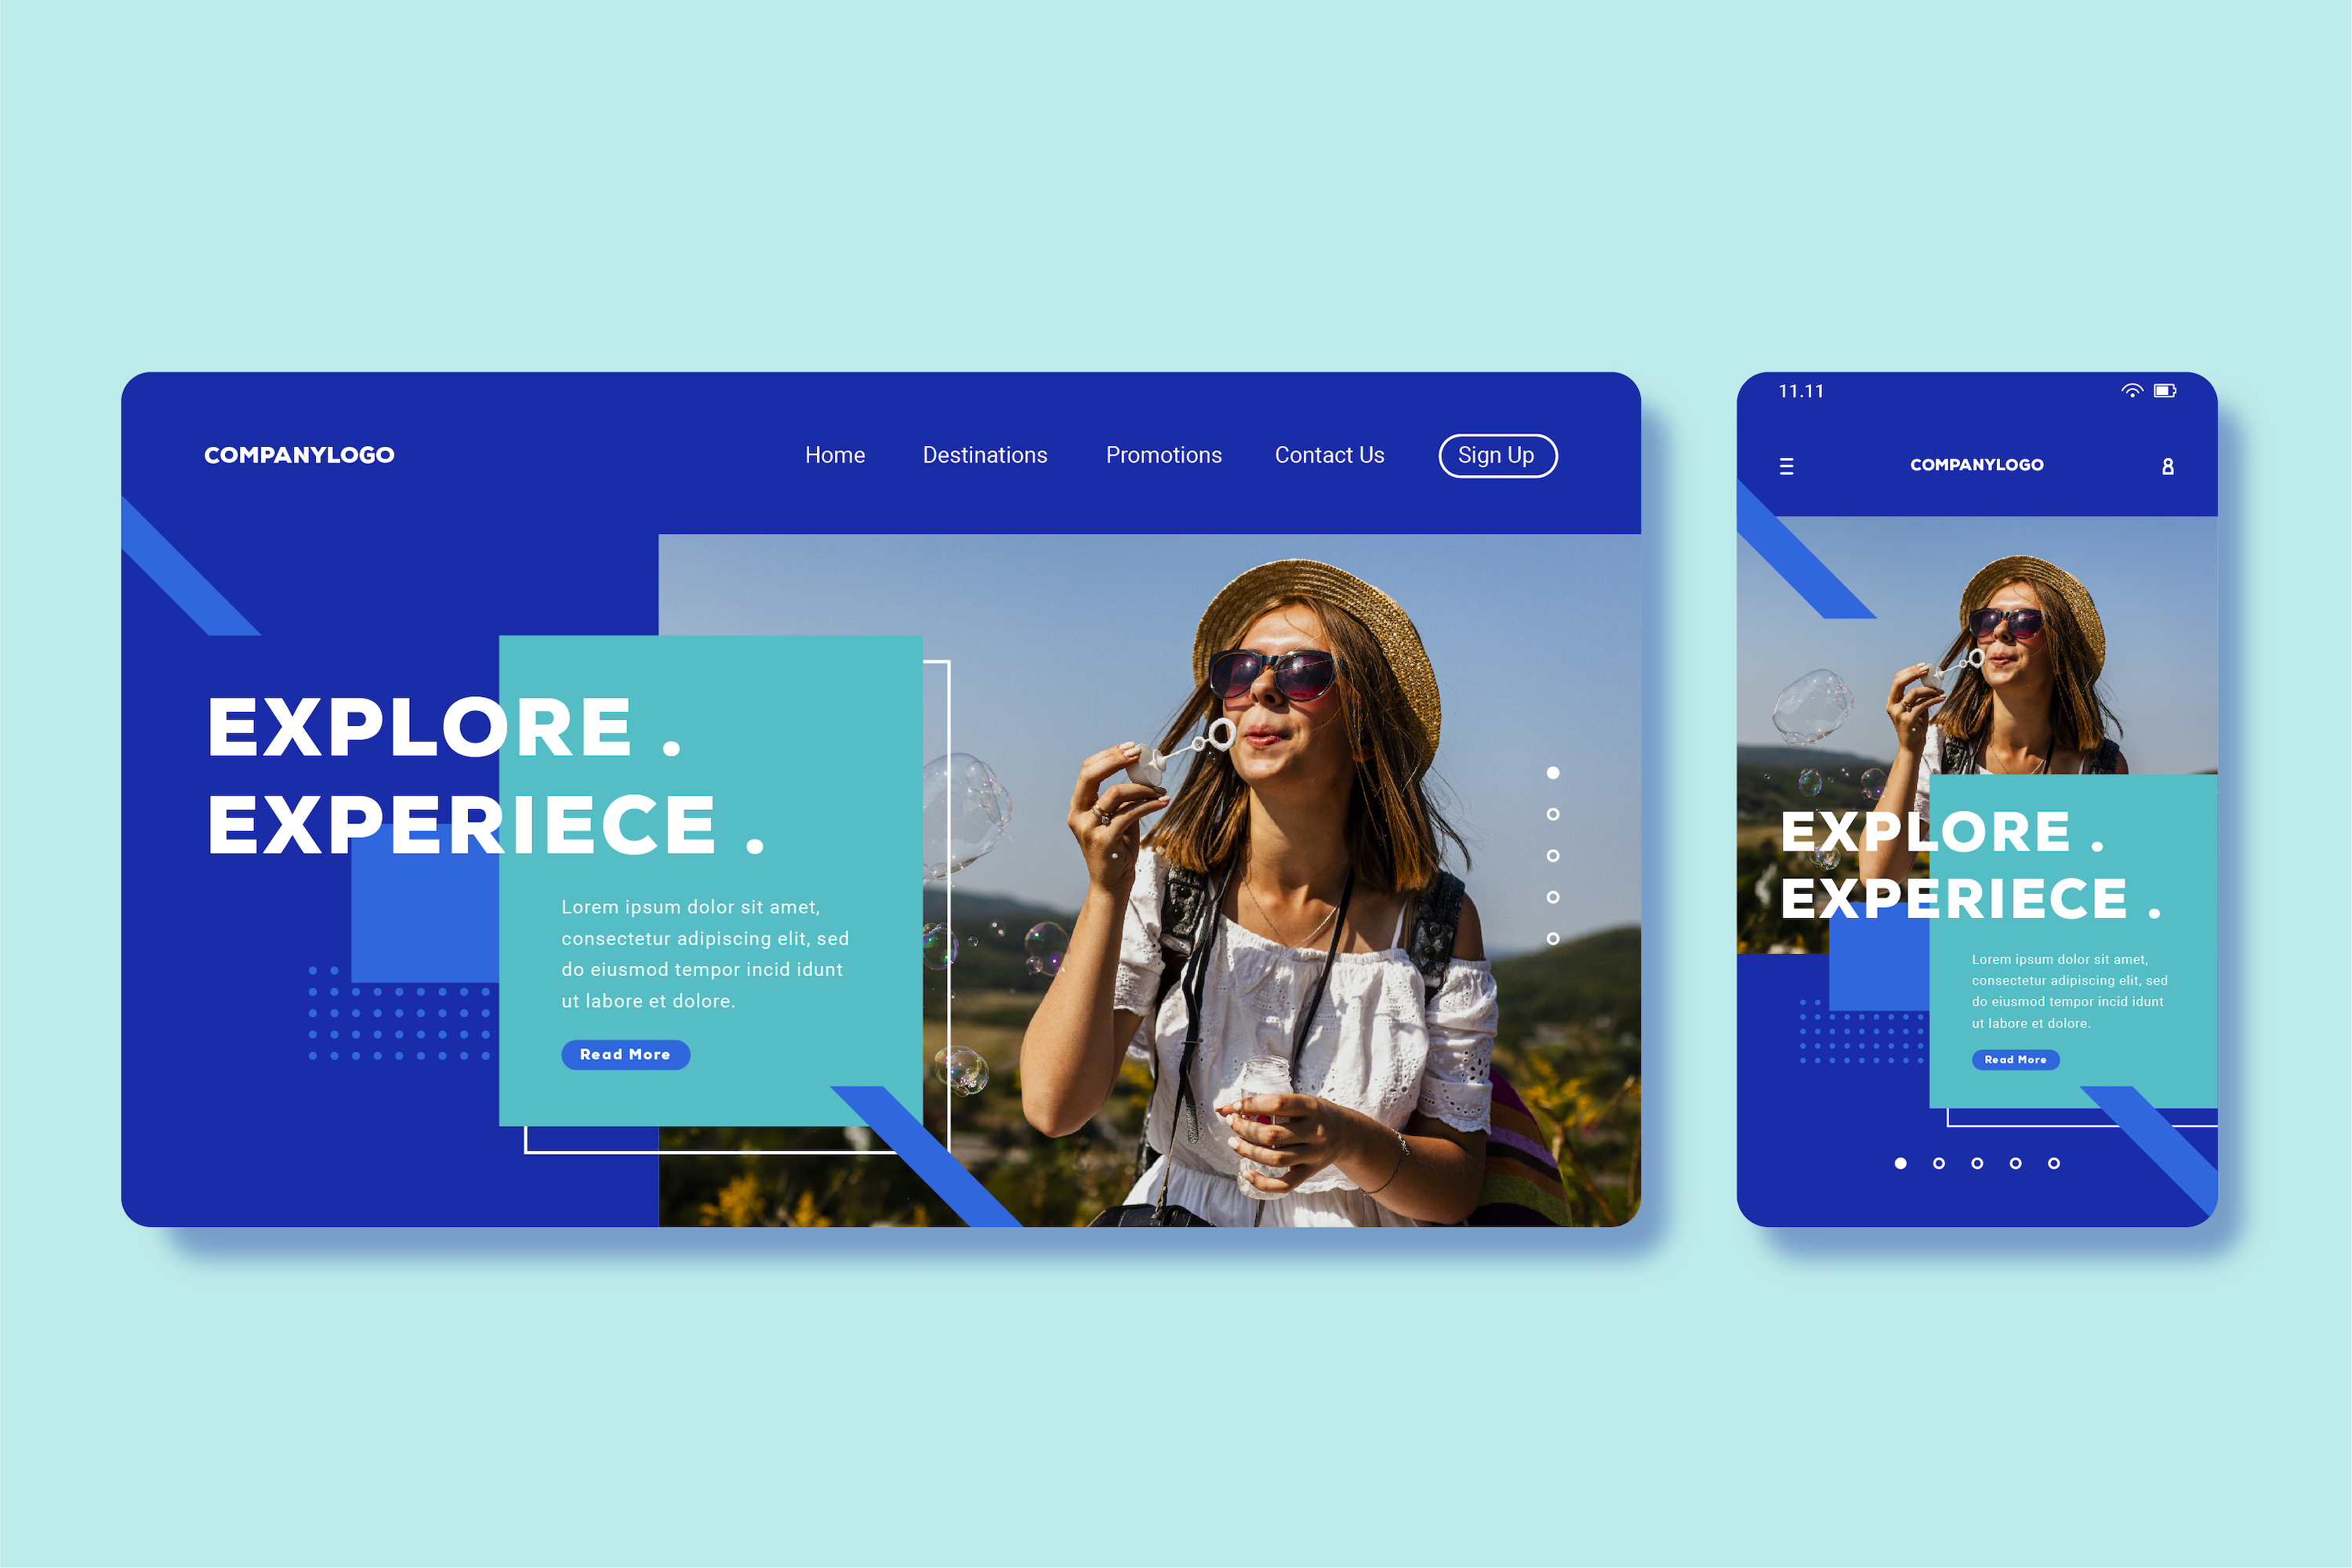 COMPANYLOGO
Home Destinations Promotions Contact Us Sign Up
EXPLORE .
EXPERIECE .
Lorem ipsum dolor sit amet,
consectetur adipiscing elit, sed
do eiusmod tempor incid idunt
ut labore et dolore.
Read More
11.11
COMPANYLOGO
EXPLORE .
EXPERIECE .
Lorem ipsum dolor sit amet,
consectetur adipiscing elit, sed
do eiusmod tempor incid idunt
ut labore et dolore.
Read More